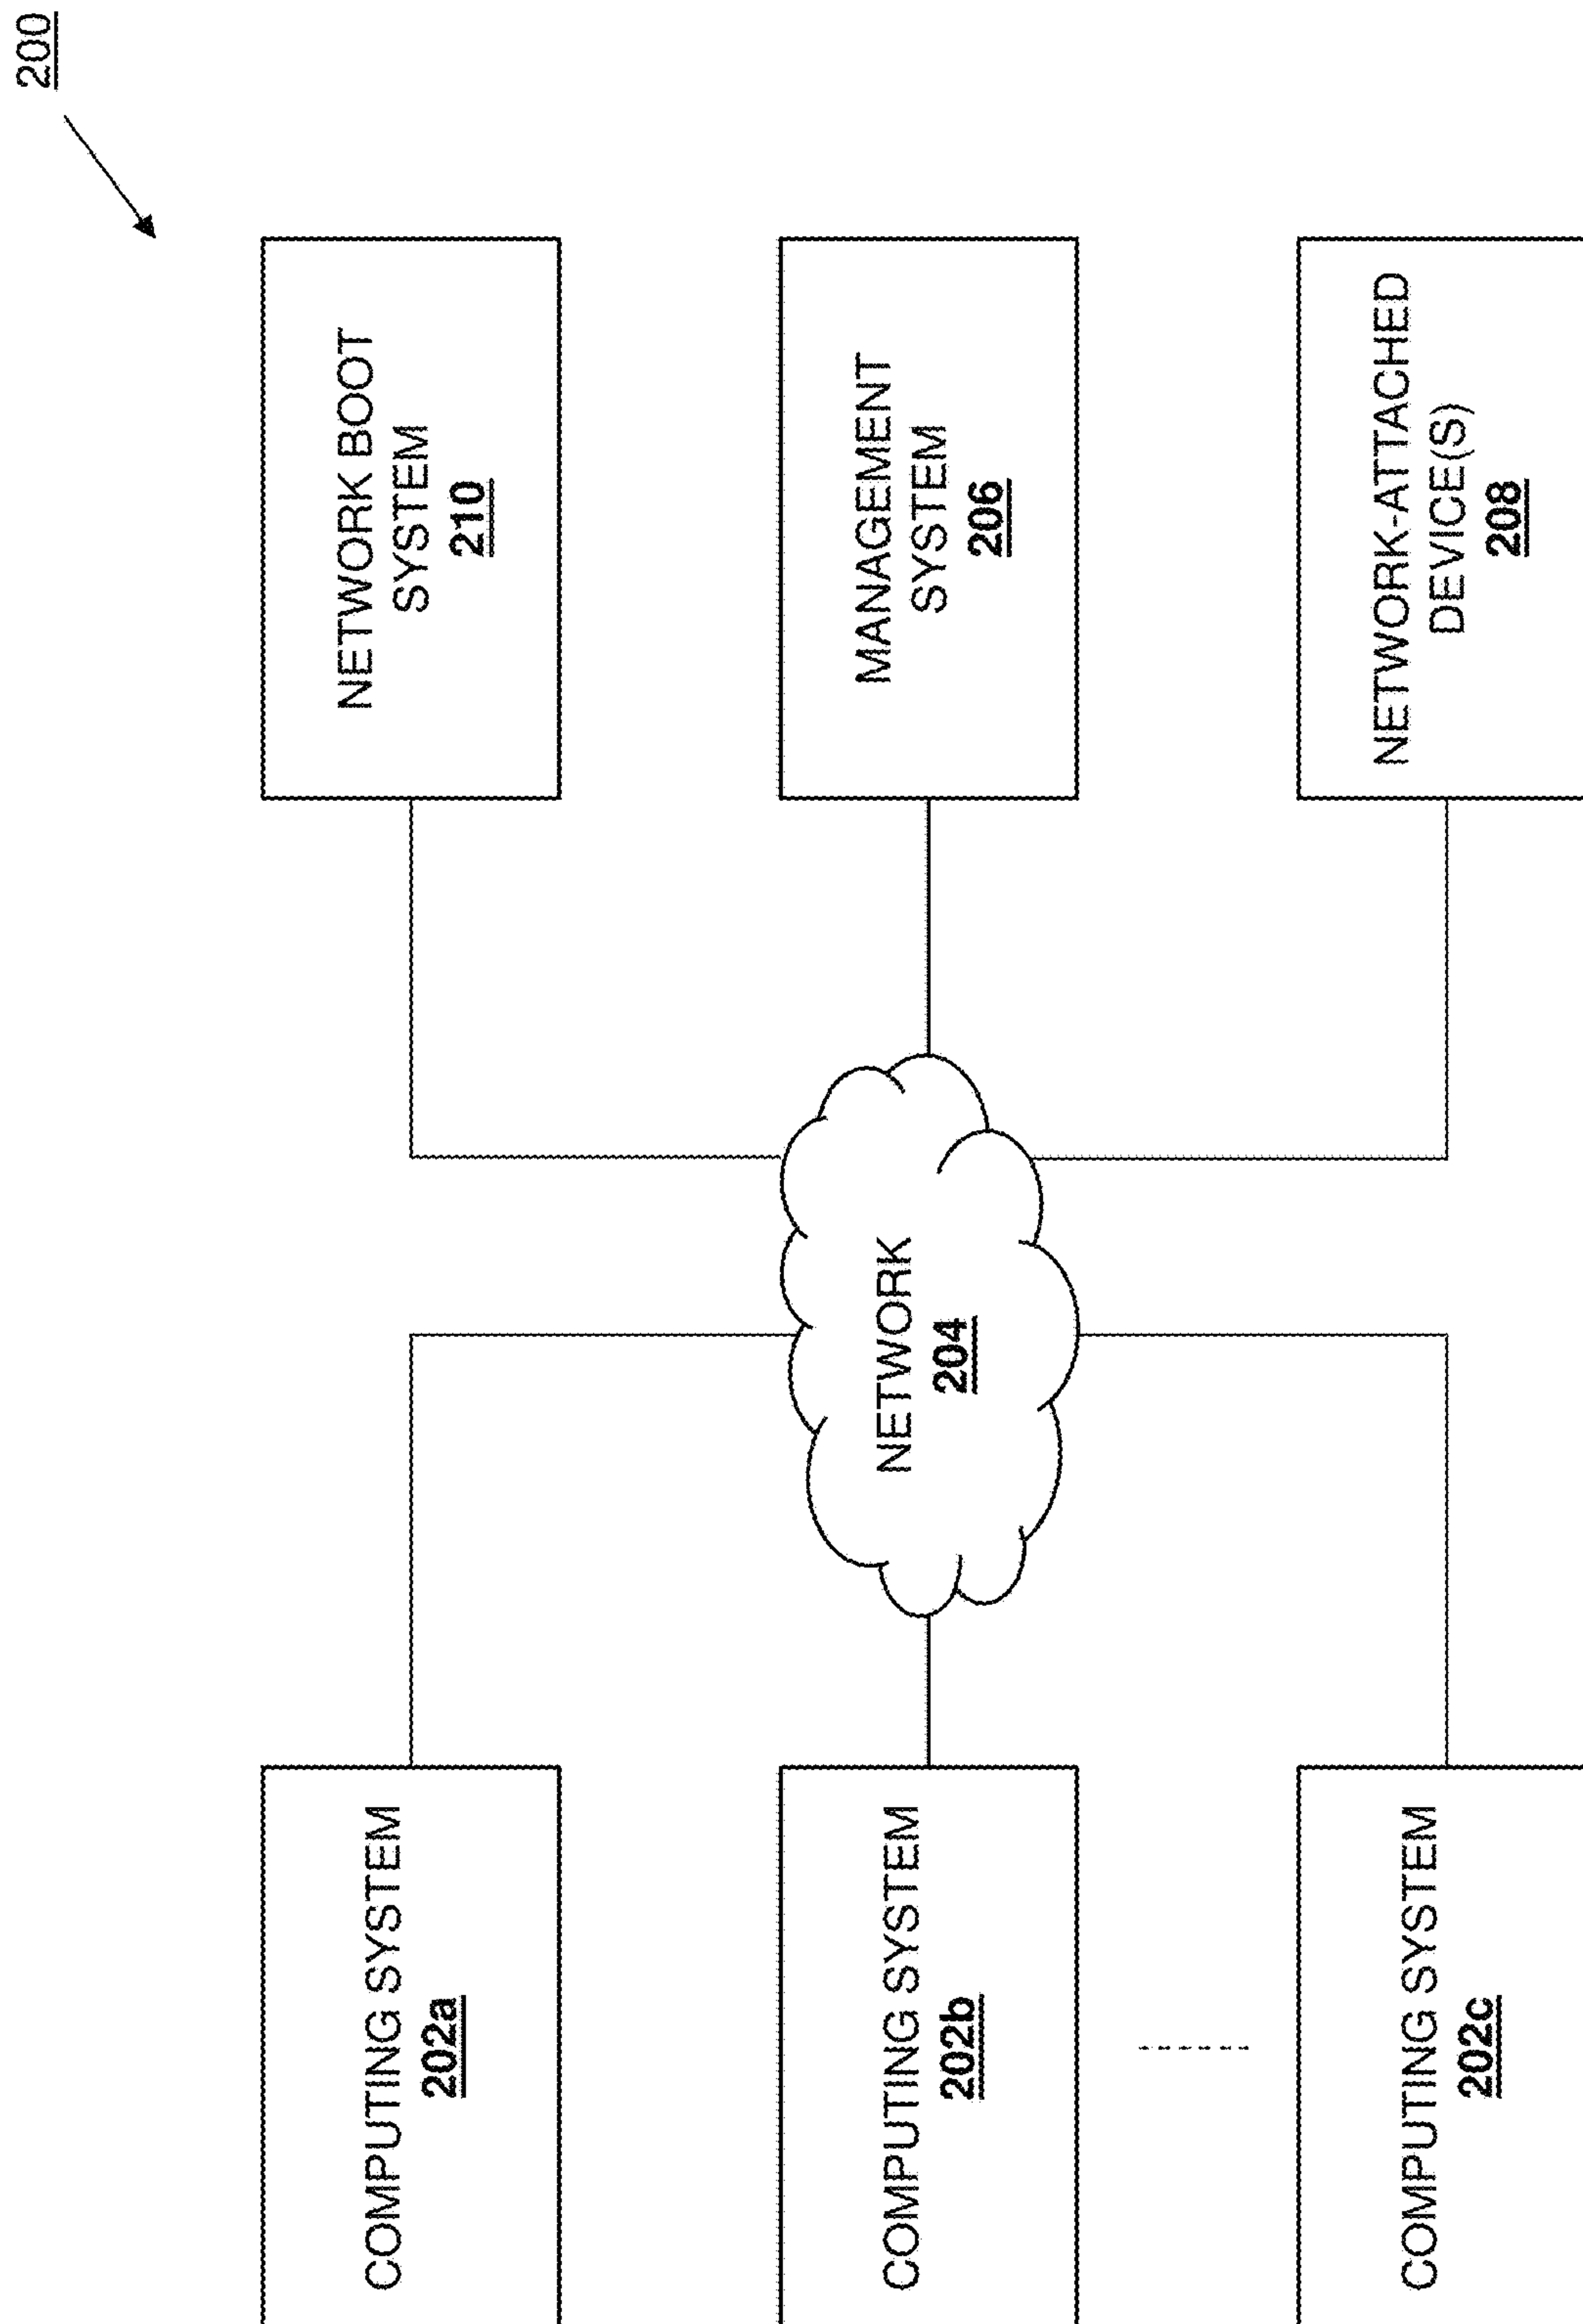 200
COMPUTING SYSTEM
202a
NETWORK BOOT
SYSTEM
210
COMPUTING SYSTEM
202b
NETWORK
204
MANAGEMENT
SYSTEM
206
COMPUTING SYSTEM
202c
NETWORK-ATTACHED
DEVICE(S)
208